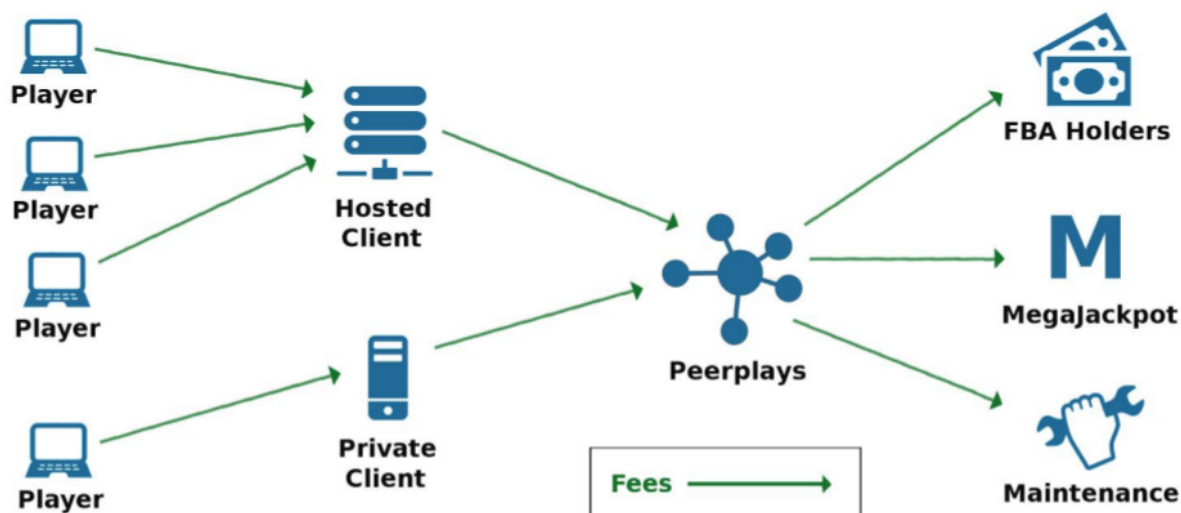 Player
Player
Player
Player
Hosted
Client
Private
Client
Peerplays
Fees
FBA Holders
M
MegaJackpot
Maintenance